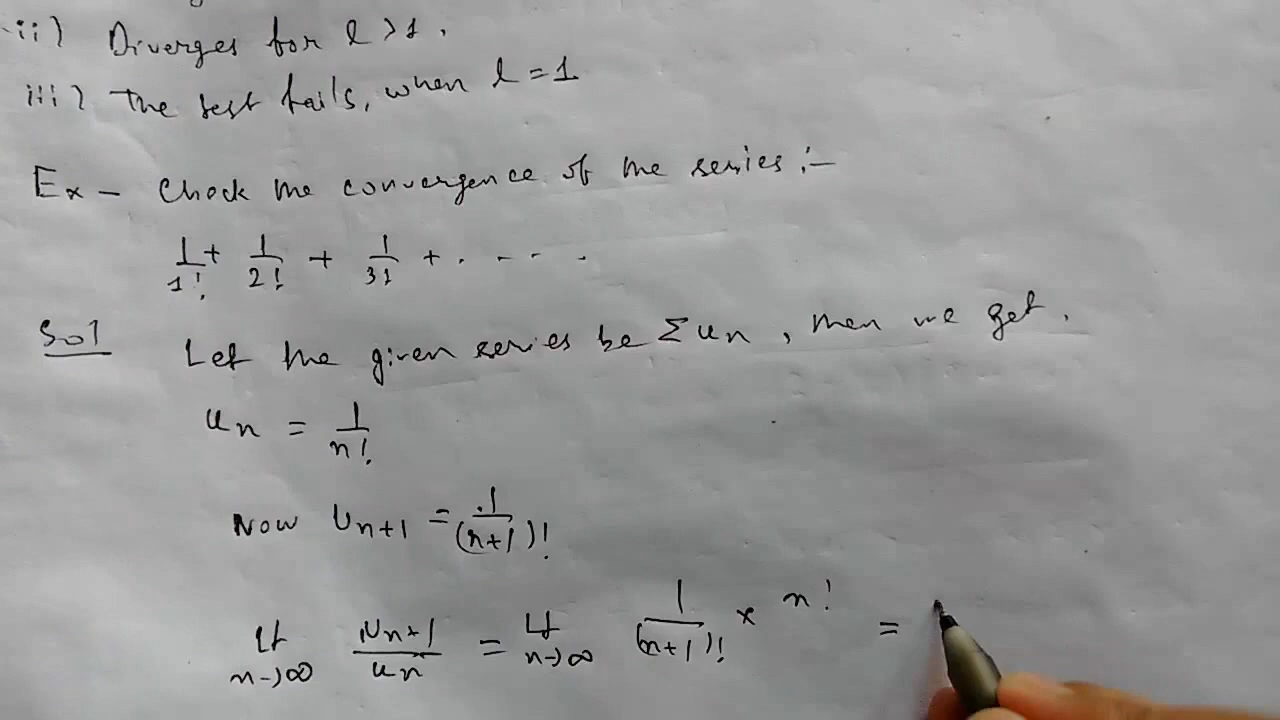 ii) Diverges for l > 1.
iii) The test fails, when l = 1
Ex - Check the convergence of the series :-
1/1! + 1/2! + 1/3! + . - - .
Sol Let the given series be Σ un, then we get,
un = 1/n!
Now Un+1 = 1/(n+1)!
Lt n→∞ Un+1/un = Lt n→∞ 1/(n+1)! × n! =